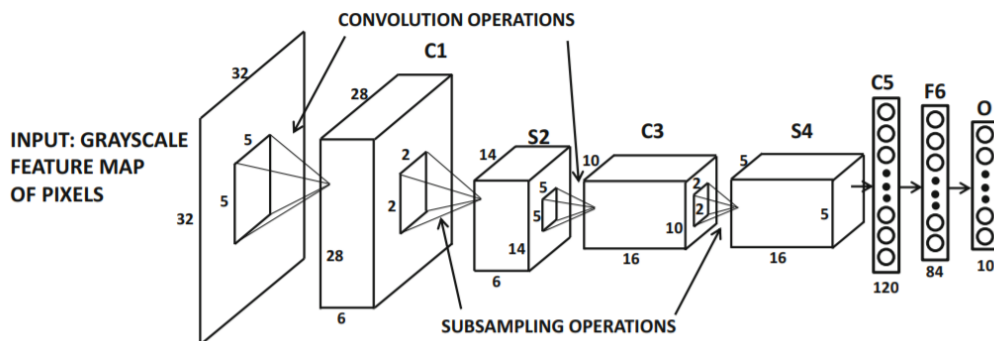 CONVOLUTION OPERATIONS
INPUT: GRAYSCALE
FEATURE MAP
OF PIXELS
32
32
5
5
C1
28
28
6
2
2
S2
14
14
6
5
5
C3
10
10
16
2
2
S4
5
5
16
C5
120
F6
84
O
10
SUBSAMPLING OPERATIONS